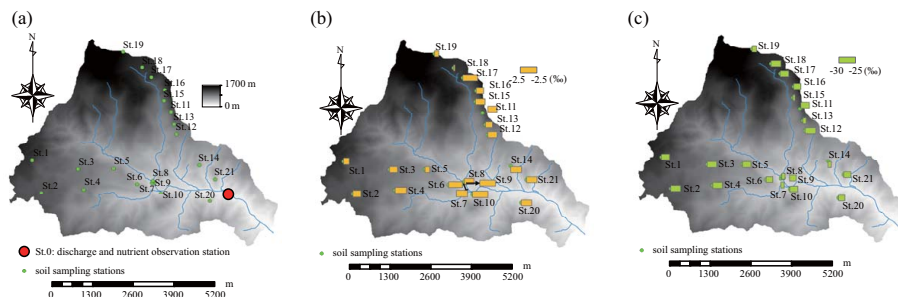 (a)
N
St.19
St.18
St.17
St.16
St.15
St.11
St.13
St.12
1700 m
0 m
St.1
St.3
St.5
St.14
St.2
St.4
St.6
St.8
St.9
St.7
St.10
St.21
St.20
St.0: discharge and nutrient observation station
soil sampling stations
0 1300 2600 3900 5200
m
(b)
N
St.19
St.18
St.17
St.16
St.15
St.11
St.13
St.12
-2.5 -2.5 (‰)
St.1
St.3
St.5
St.14
St.2
St.4
St.6
St.8
St.9
St.7
St.10
St.21
St.20
soil sampling stations
0 1300 2600 3900 5200
m
(c)
N
St.19
St.18
St.17
St.16
St.15
St.11
St.13
St.12
-30 -25 (‰)
St.1
St.3
St.5
St.14
St.2
St.4
St.6
St.8
St.9
St.7
St.10
St.21
St.20
soil sampling stations
0 1300 2600 3900 5200
m